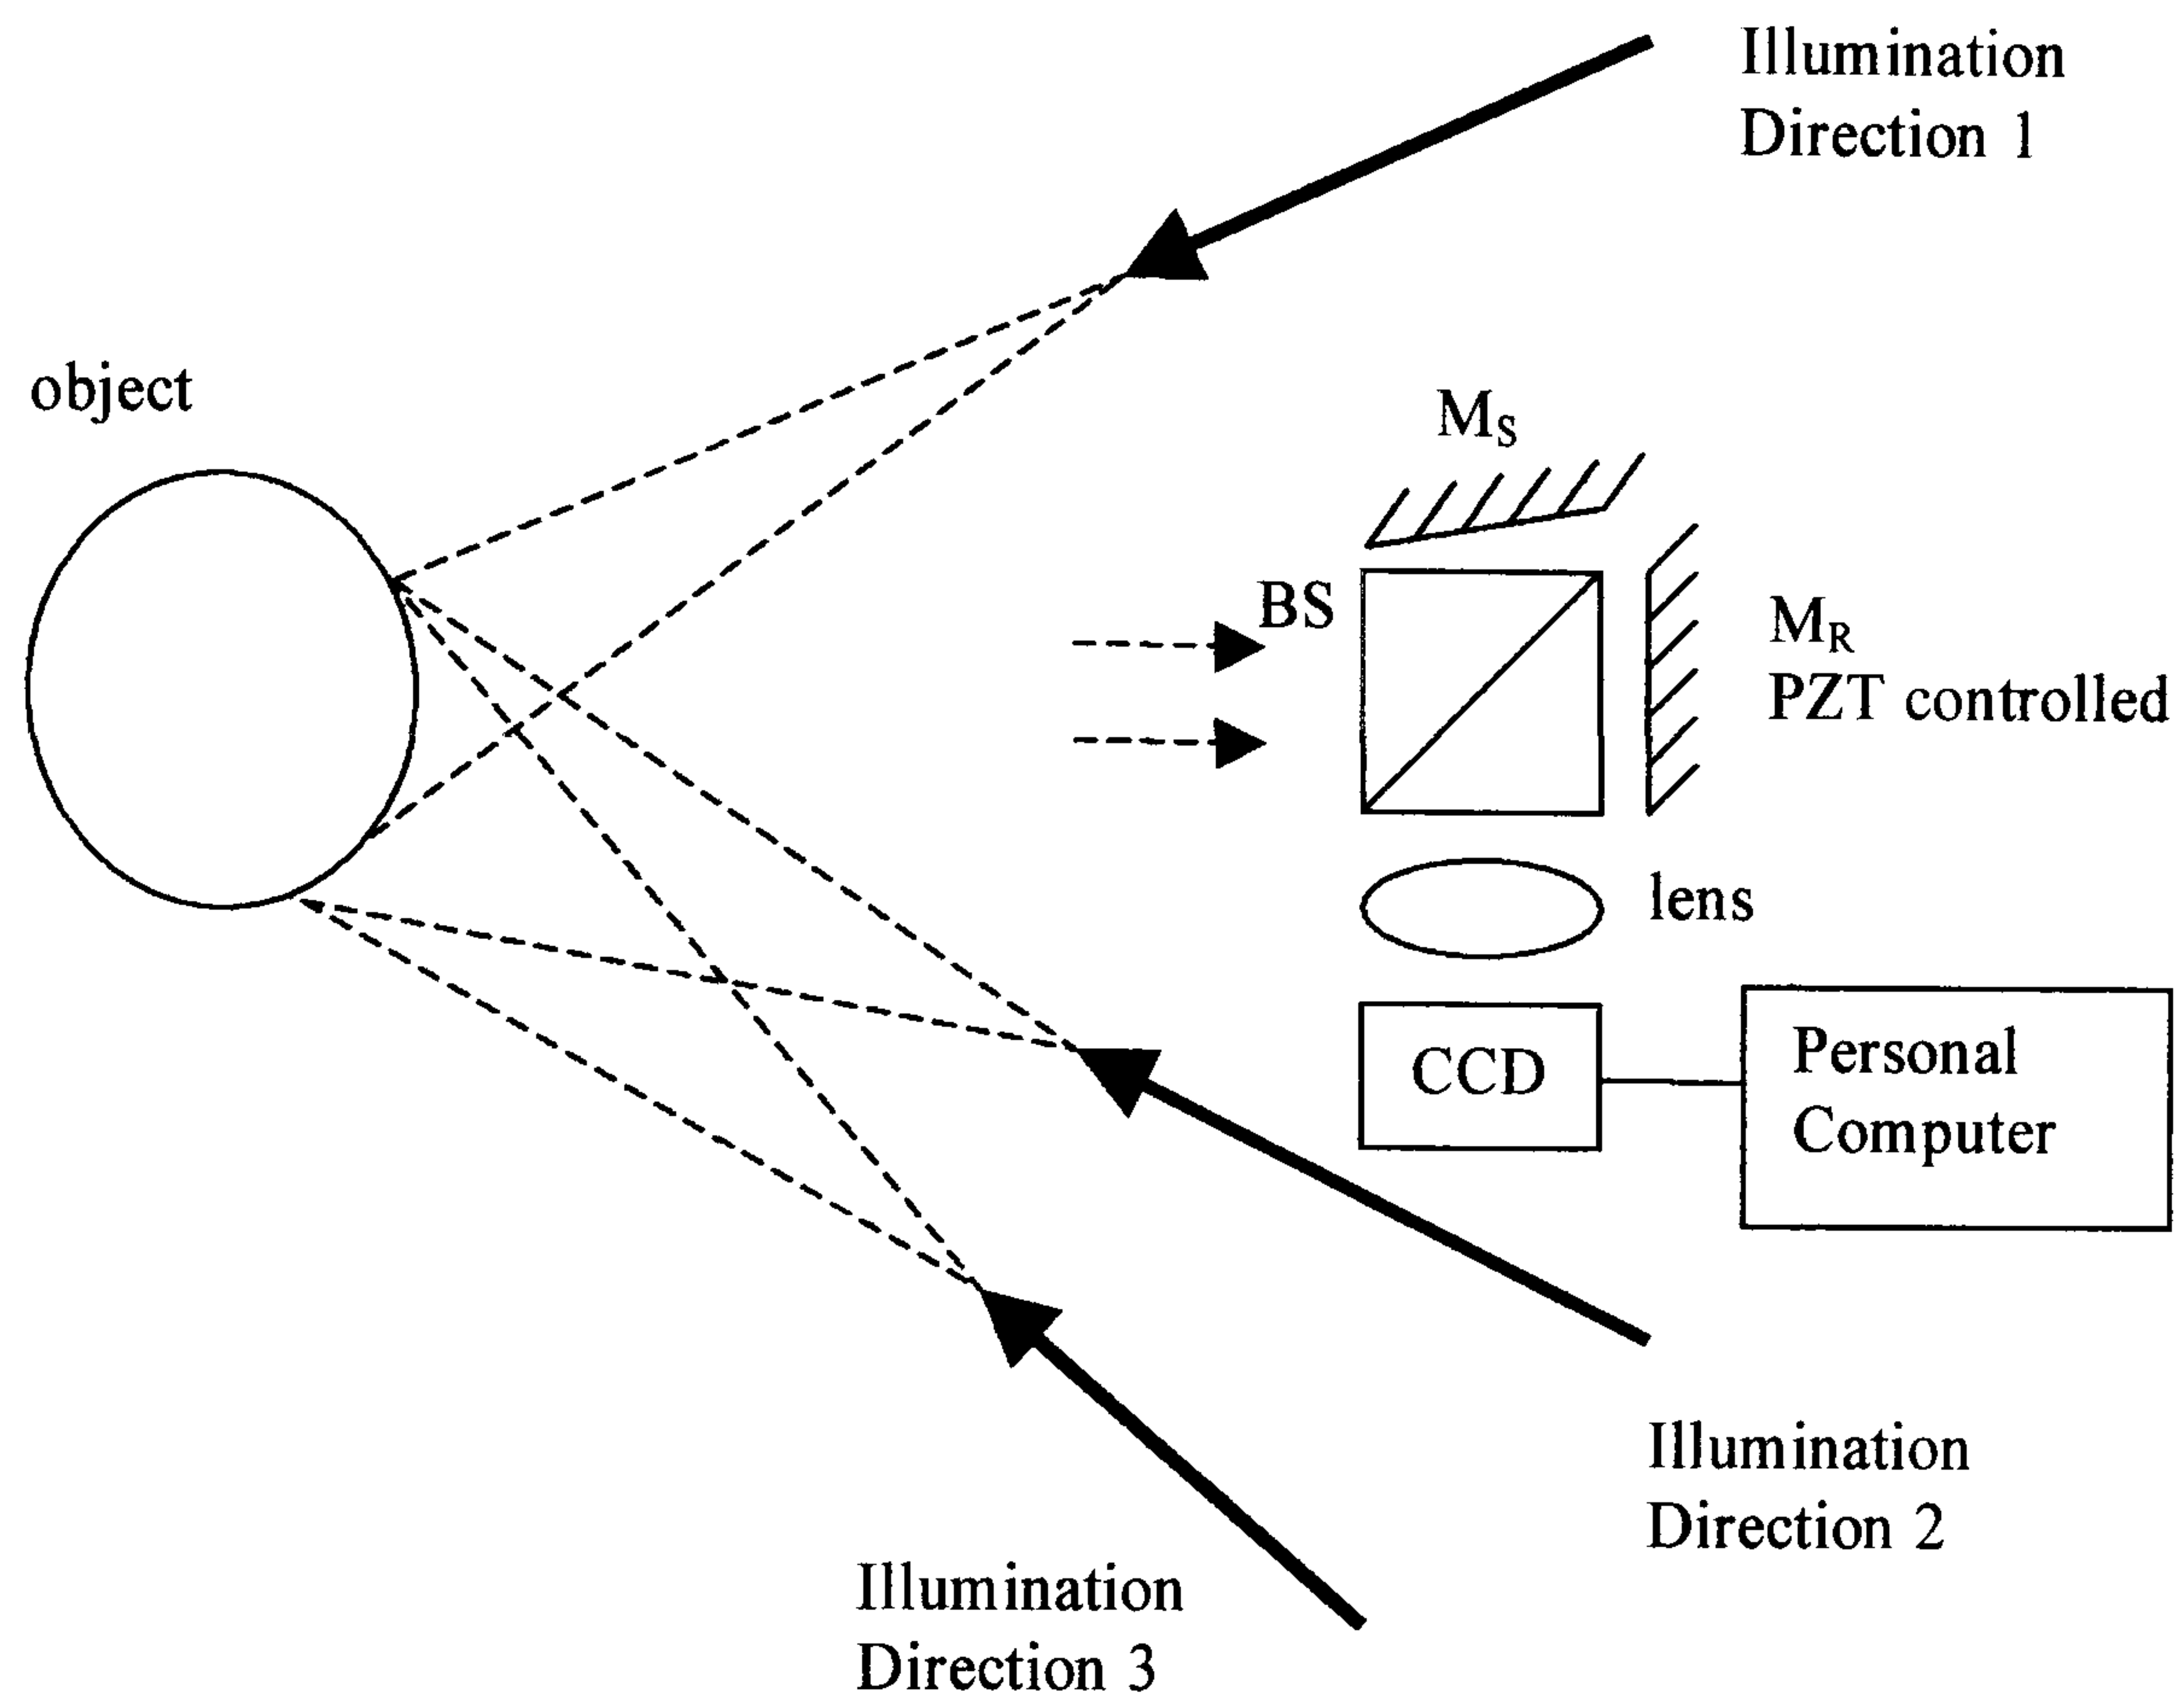 Illumination
Direction 1
object
MS
BS
MR
PZT controlled
lens
CCD
Personal
Computer
Illumination
Direction 2
Illumination
Direction 3